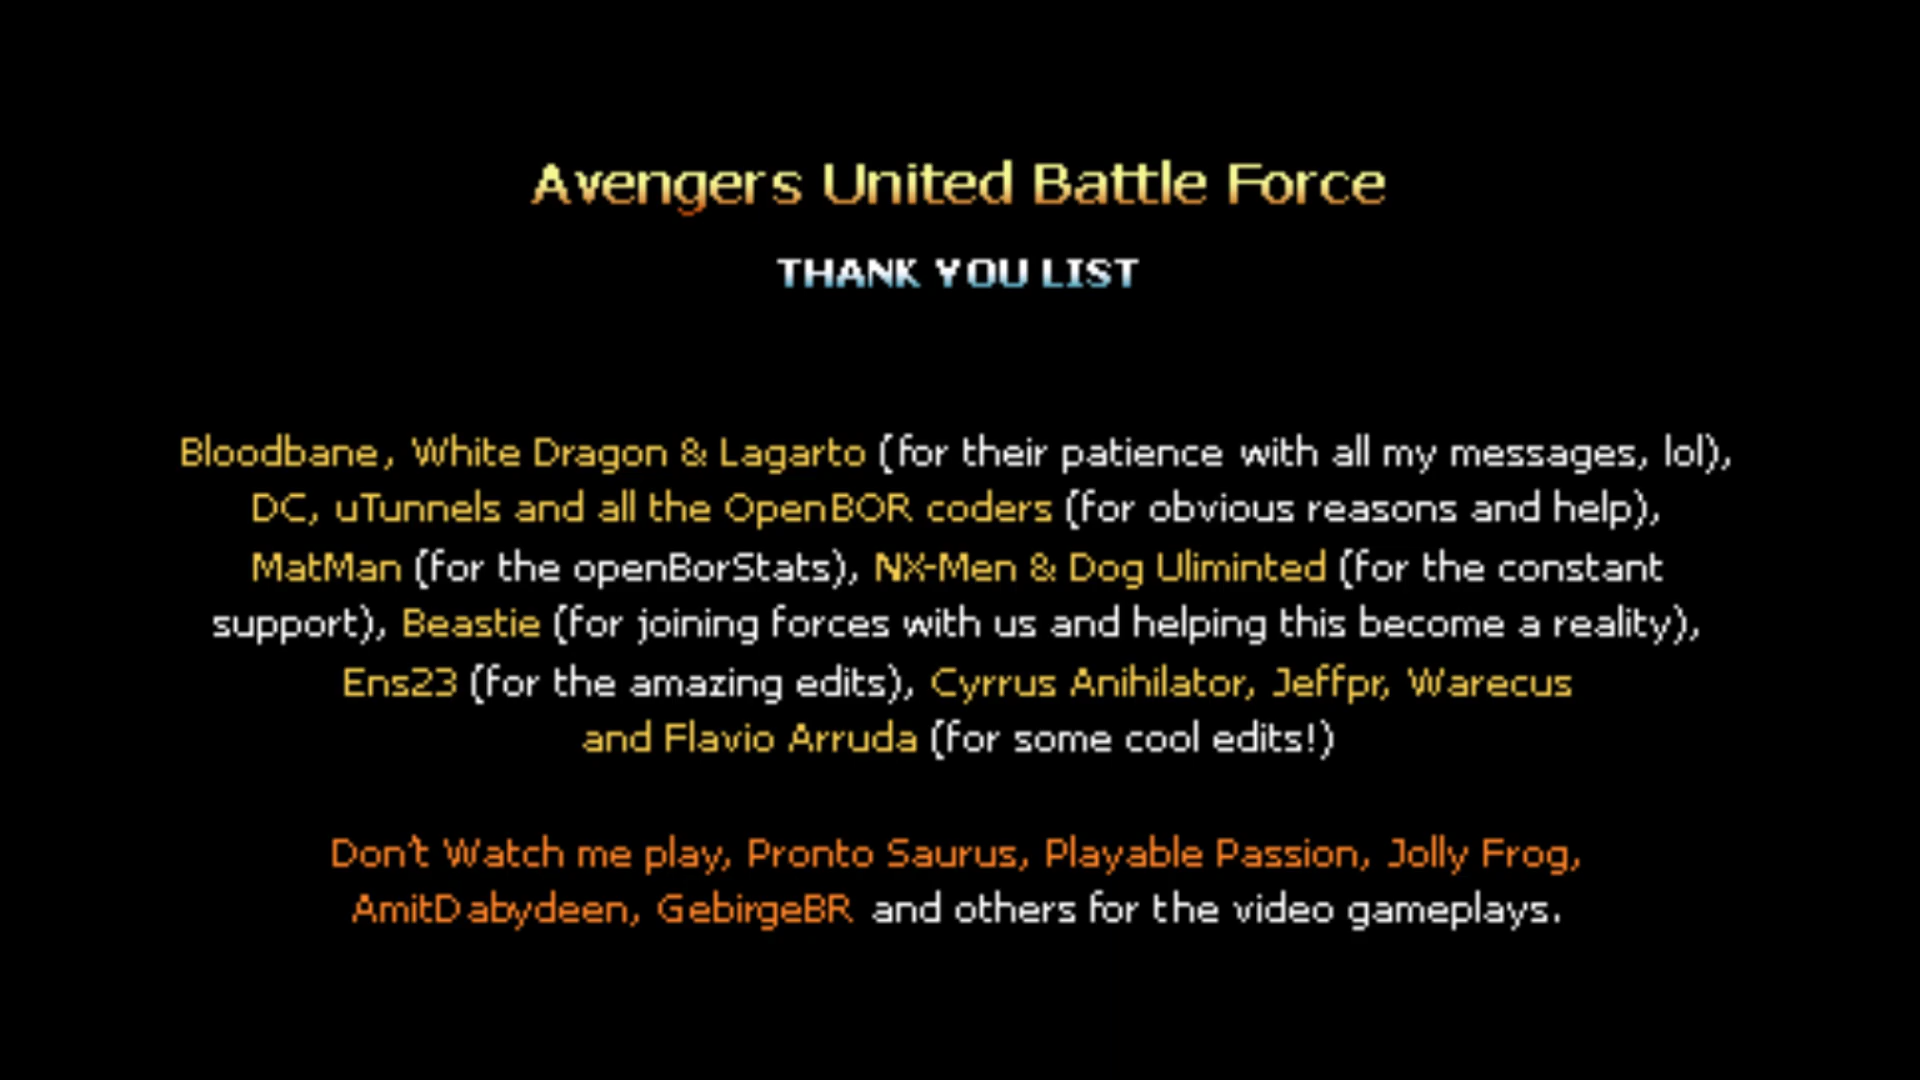 Avengers United Battle Force
THANK YOU LIST
Bloodbane, White Dragon & Lagarto (for their patience with all my messages, lol),
DC, uTunnels and all the OpenBOR coders (for obvious reasons and help),
MatMan (for the openBorStats), NX-Men & Dog Uliminted (for the constant
support), Beastie (for joining forces with us and helping this become a reality),
Ens23 (for the amazing edits), Cyrrus Anihilator, Jeffpr, Warecus
and Flavio Arruda (for some cool edits!)
Don't Watch me play, Pronto Saurus, Playable Passion, Jolly Frog,
AmitDabydeen, GebirgeBR and others for the video gameplays.